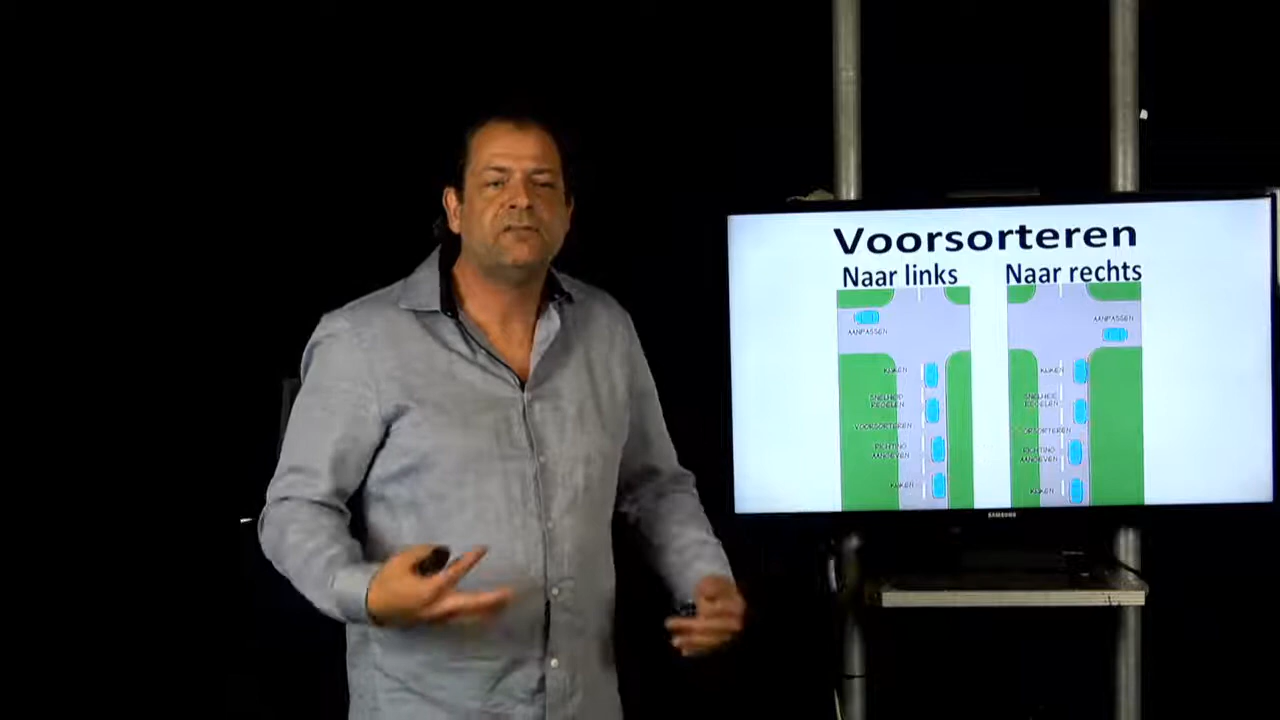 Voorsorteren
Naar links
AANPASSEN
KIJKEN
SNELHEID
REGELEN
VOORSORTEREN
RICHTING
AANGEVEN
KIJKEN
Naar rechts
AANPASSEN
KIJKEN
SNELHEID
REGELEN
VOORSORTEREN
RICHTING
AANGEVEN
KIJKEN
SAMSUNG